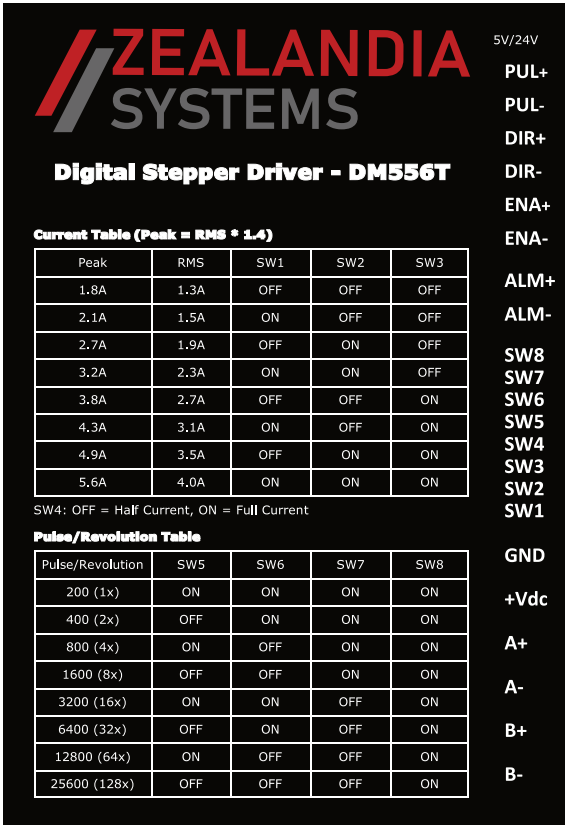 ZEALANDIA
SYSTEMS
Digital Stepper Driver - DM556T
Current Table (Peak = RMS * 1.4)
Peak RMS SW1 SW2 SW3
1.8A 1.3A OFF OFF OFF
2.1A 1.5A ON OFF OFF
2.7A 1.9A OFF ON OFF
3.2A 2.3A ON ON OFF
3.8A 2.7A OFF OFF ON
4.3A 3.1A ON OFF ON
4.9A 3.5A OFF ON ON
5.6A 4.0A ON ON ON
SW4: OFF = Half Current, ON = Full Current
Pulse/Revolution Table
Pulse/Revolution SW5 SW6 SW7 SW8
200 (1x) ON ON ON ON
400 (2x) OFF ON ON ON
800 (4x) ON OFF ON ON
1600 (8x) OFF OFF ON ON
3200 (16x) ON ON OFF ON
6400 (32x) OFF ON OFF ON
12800 (64x) ON OFF OFF ON
25600 (128x) OFF OFF OFF ON
5V/24V
PUL+
PUL-
DIR+
DIR-
ENA+
ENA-
ALM+
ALM-
SW8
SW7
SW6
SW5
SW4
SW3
SW2
SW1
GND
+Vdc
A+
A-
B+
B-